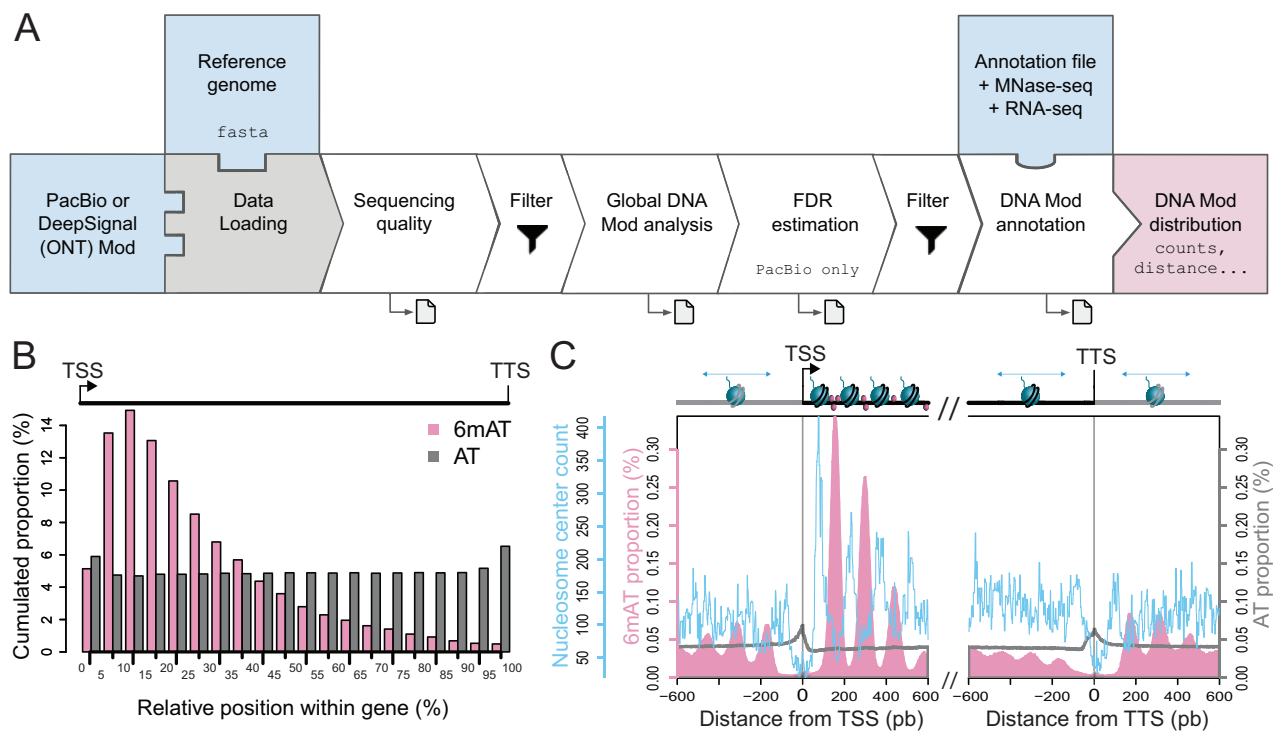 A
Reference
genome
fasta
Annotation file
+ MNase-seq
+ RNA-seq
PacBio or
DeepSignal
(ONT) Mod
Data
Loading
Sequencing
quality
Filter
Global DNA
Mod analysis
FDR
estimation
PacBio only
Filter
DNA Mod
annotation
DNA Mod
distribution
counts,
distance...
B
TSS
TTS
Cumulated proportion (%)
14
12
10
8
6
4
2
0
6mAT
AT
0 5 10 15 20 25 30 35 40 45 50 55 60 65 70 75 80 85 90 95 100
Relative position within gene (%)
C
TSS
TTS
//
Nucleosome center count
400
350
300
250
200
150
100
50
6mAT proportion (%)
0.30
0.25
0.20
0.15
0.10
0.05
0.00
0.30
0.25
0.20
0.15
0.10
0.05
0.00
AT proportion (%)
-600 −200 0 200 400 600
//
-600 −200 0 200 400 600
Distance from TSS (pb)
Distance from TTS (pb)